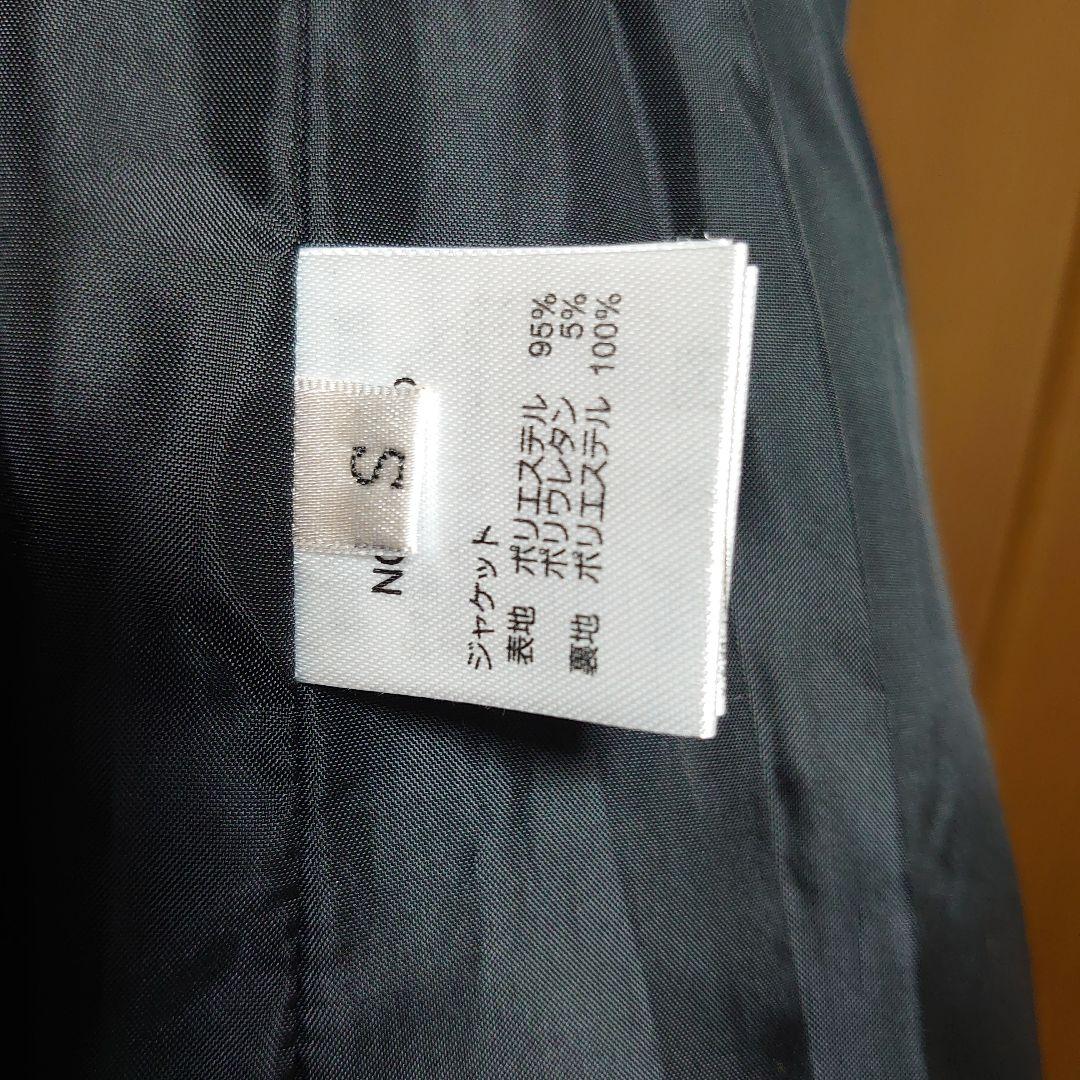 S
ジャケット
表地 ポリエステル 95%
ポリウレタン 5%
裏地 ポリエステル 100%